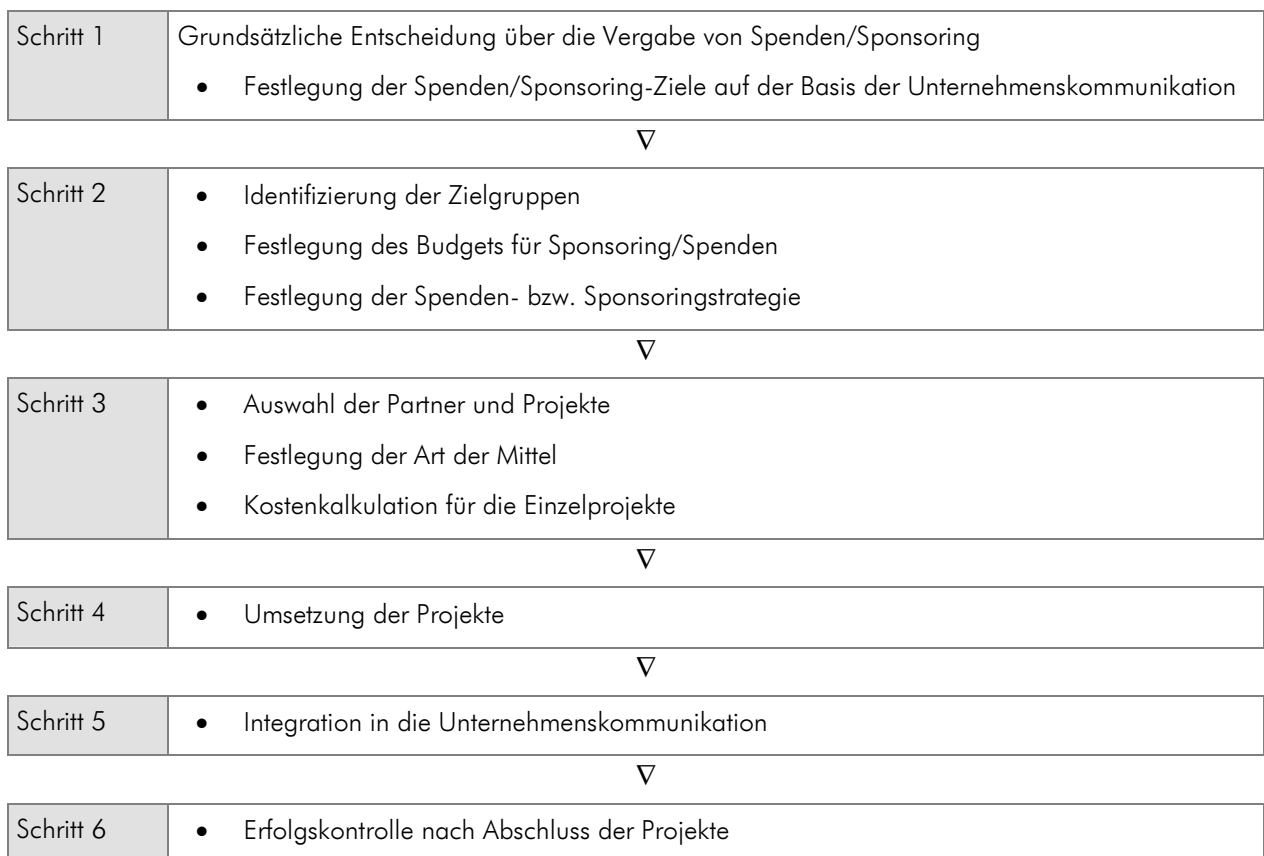 Schritt 1
Grundsätzliche Entscheidung über die Vergabe von Spenden/Sponsoring
• Festlegung der Spenden/Sponsoring-Ziele auf der Basis der Unternehmenskommunikation
∇
Schritt 2
• Identifizierung der Zielgruppen
• Festlegung des Budgets für Sponsoring/Spenden
• Festlegung der Spenden- bzw. Sponsoringstrategie
∇
Schritt 3
• Auswahl der Partner und Projekte
• Festlegung der Art der Mittel
• Kostenkalkulation für die Einzelprojekte
∇
Schritt 4
• Umsetzung der Projekte
∇
Schritt 5
• Integration in die Unternehmenskommunikation
∇
Schritt 6
• Erfolgskontrolle nach Abschluss der Projekte